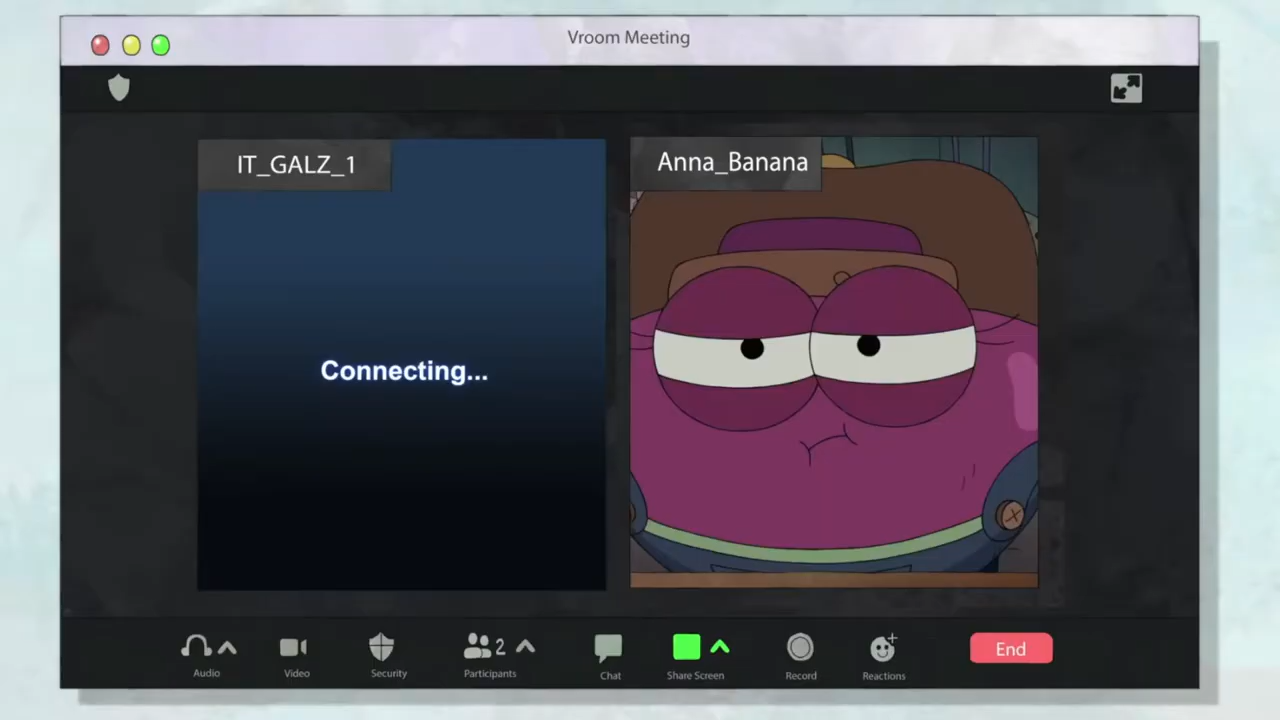 Vroom Meeting
IT_GALZ_1
Anna_Banana
Connecting...
2
Audio
Video
Security
Participants
Chat
Share Screen
Record
Reactions
End